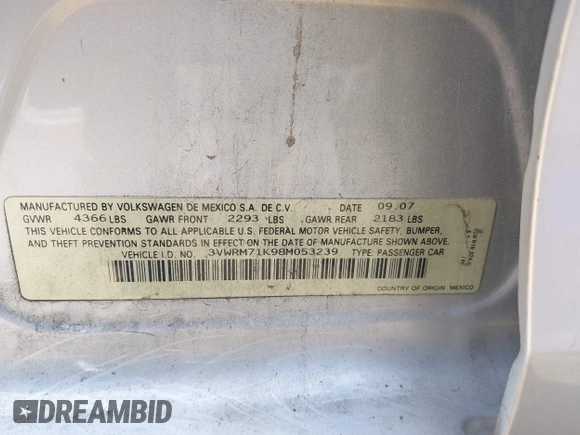 MANUFACTURED BY VOLKSWAGEN DE MEXICO S.A. DE C.V. DATE 09.07
GVWR 4366 LBS GAWR FRONT 2293 LBS GAWR REAR 2183 LBS
THIS VEHICLE CONFORMS TO ALL APPLICABLE U.S. FEDERAL MOTOR VEHICLE SAFETY, BUMPER,
AND THEFT PREVENTION STANDARDS IN EFFECT ON THE DATE OF MANUFACTURE SHOWN ABOVE.
VEHICLE I.D. NO. 3VWRM71K98M053239 TYPE: PASSENGER CAR
COUNTRY OF ORIGIN: MEXICO
DREAMBID